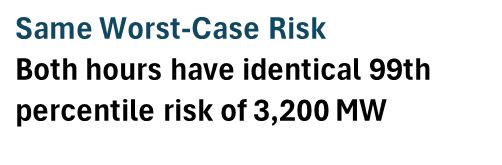 Same Worst-Case Risk
Both hours have identical 99th
percentile risk of 3,200 MW